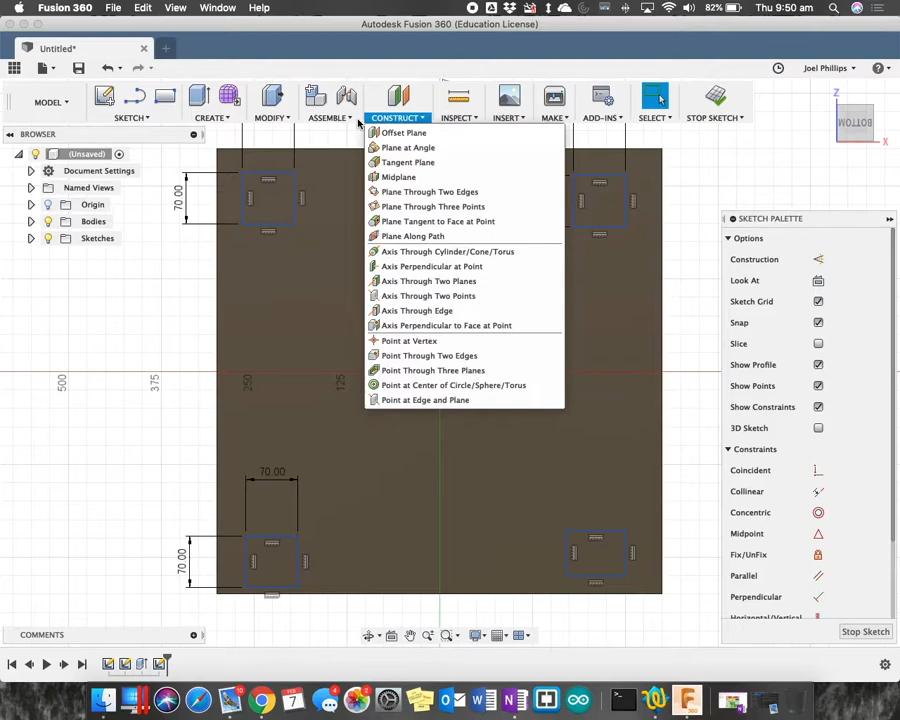 Fusion 360 File Edit View Window Help 82% Thu 9:50 am
Autodesk Fusion 360 (Education License)
Untitled*
Joel Phillips
MODEL SKETCH CREATE MODIFY ASSEMBLE CONSTRUCT INSPECT INSERT MAKE ADD-INS SELECT STOP SKETCH
Z
BOTTOM
X
BROWSER
(Unsaved)
Document Settings
Named Views
Origin
Bodies
Sketches
Offset Plane
Plane at Angle
Tangent Plane
Midplane
Plane Through Two Edges
Plane Through Three Points
Plane Tangent to Face at Point
Plane Along Path
Axis Through Cylinder/Cone/Torus
Axis Perpendicular at Point
Axis Through Two Planes
Axis Through Two Points
Axis Through Edge
Axis Perpendicular to Face at Point
Point at Vertex
Point Through Two Edges
Point Through Three Planes
Point at Center of Circle/Sphere/Torus
Point at Edge and Plane
70.00
500 375 250 125
70.00
70.00
SKETCH PALETTE
Options
Construction
Look At
Sketch Grid
Snap
Slice
Show Profile
Show Points
Show Constraints
3D Sketch
Constraints
Coincident
Collinear
Concentric
Midpoint
Fix/UnFix
Parallel
Perpendicular
Horizontal/Vertical
Stop Sketch
COMMENTS